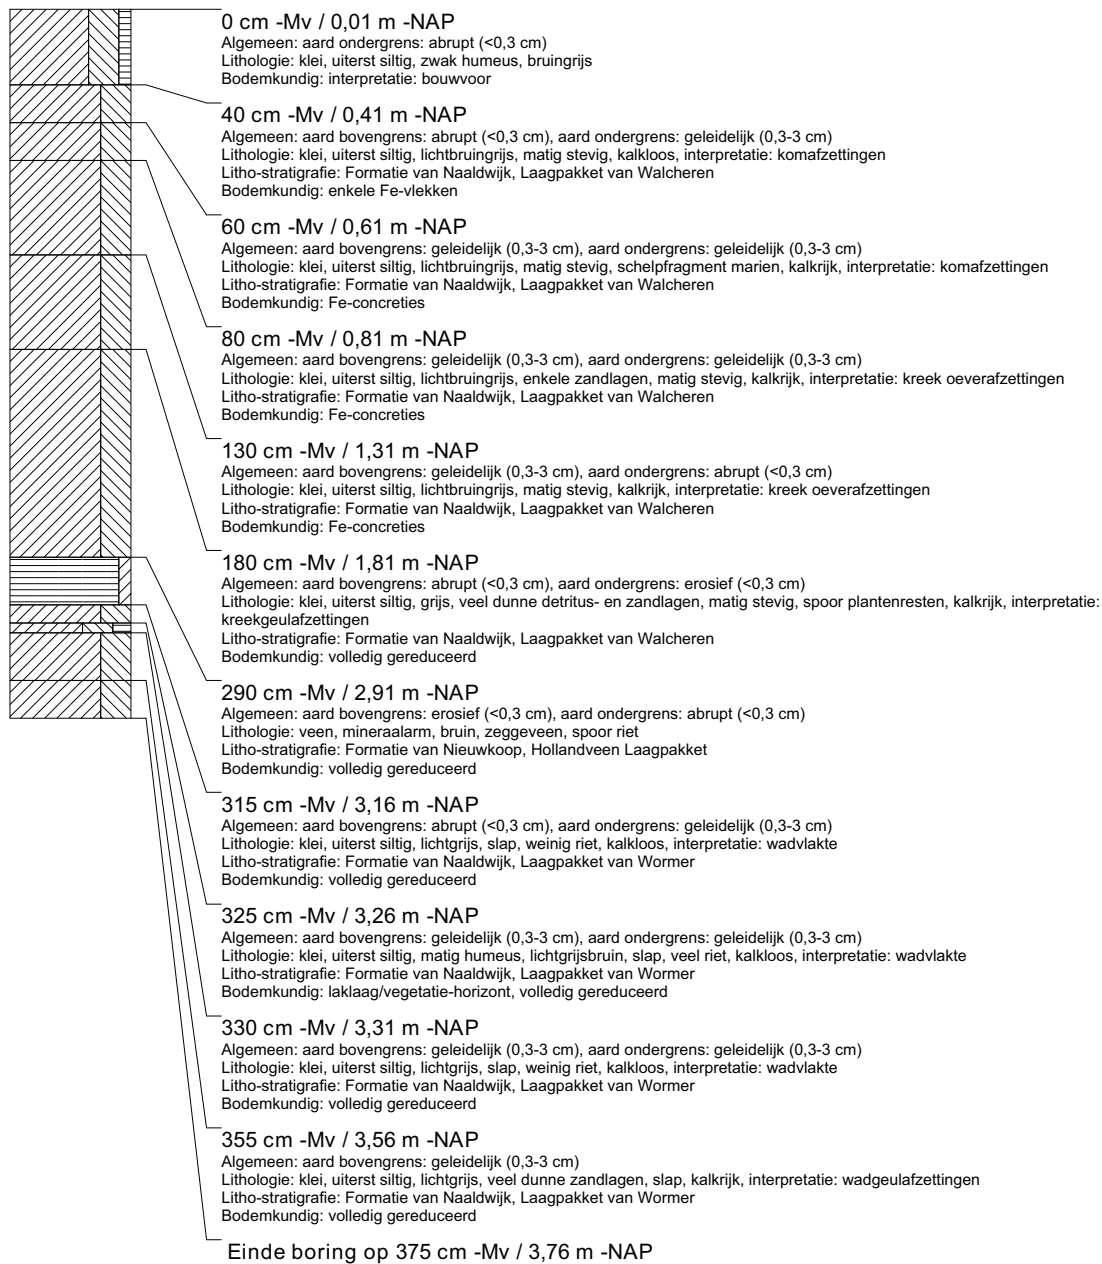 0 cm -Mv / 0,01 m -NAP
Algemeen: aard ondergrens: abrupt (<0,3 cm)
Lithologie: klei, uiterst siltig, zwak humeus, bruingrijs
Bodemkundig: interpretatie: bouwvoor
40 cm -Mv / 0,41 m -NAP
Algemeen: aard bovengrens: abrupt (<0,3 cm), aard ondergrens: geleidelijk (0,3-3 cm)
Lithologie: klei, uiterst siltig, lichtbruingrijs, matig stevig, kalkloos, interpretatie: komafzettingen
Litho-stratigrafie: Formatie van Naaldwijk, Laagpakket van Walcheren
Bodemkundig: enkele Fe-vlekken
60 cm -Mv / 0,61 m -NAP
Algemeen: aard bovengrens: geleidelijk (0,3-3 cm), aard ondergrens: geleidelijk (0,3-3 cm)
Lithologie: klei, uiterst siltig, lichtbruingrijs, matig stevig, schelpfragment marien, kalkrijk, interpretatie: komafzettingen
Litho-stratigrafie: Formatie van Naaldwijk, Laagpakket van Walcheren
Bodemkundig: Fe-concreties
80 cm -Mv / 0,81 m -NAP
Algemeen: aard bovengrens: geleidelijk (0,3-3 cm), aard ondergrens: geleidelijk (0,3-3 cm)
Lithologie: klei, uiterst siltig, lichtbruingrijs, enkele zandlagen, matig stevig, kalkrijk, interpretatie: kreek oeverafzettingen
Litho-stratigrafie: Formatie van Naaldwijk, Laagpakket van Walcheren
Bodemkundig: Fe-concreties
130 cm -Mv / 1,31 m -NAP
Algemeen: aard bovengrens: geleidelijk (0,3-3 cm), aard ondergrens: abrupt (<0,3 cm)
Lithologie: klei, uiterst siltig, lichtbruingrijs, matig stevig, kalkrijk, interpretatie: kreek oeverafzettingen
Litho-stratigrafie: Formatie van Naaldwijk, Laagpakket van Walcheren
Bodemkundig: Fe-concreties
180 cm -Mv / 1,81 m -NAP
Algemeen: aard bovengrens: abrupt (<0,3 cm), aard ondergrens: erosief (<0,3 cm)
Lithologie: klei, uiterst siltig, grijs, veel dunne detritus- en zandlagen, matig stevig, spoor plantenresten, kalkrijk, interpretatie:
kreekgeulafzettingen
Litho-stratigrafie: Formatie van Naaldwijk, Laagpakket van Walcheren
Bodemkundig: volledig gereduceerd
290 cm -Mv / 2,91 m -NAP
Algemeen: aard bovengrens: erosief (<0,3 cm), aard ondergrens: abrupt (<0,3 cm)
Lithologie: veen, mineraalarm, bruin, zeggeveen, spoor riet
Litho-stratigrafie: Formatie van Nieuwkoop, Hollandveen Laagpakket
Bodemkundig: volledig gereduceerd
315 cm -Mv / 3,16 m -NAP
Algemeen: aard bovengrens: abrupt (<0,3 cm), aard ondergrens: geleidelijk (0,3-3 cm)
Lithologie: klei, uiterst siltig, lichtgrijs, slap, weinig riet, kalkloos, interpretatie: wadvlakte
Litho-stratigrafie: Formatie van Naaldwijk, Laagpakket van Wormer
Bodemkundig: volledig gereduceerd
325 cm -Mv / 3,26 m -NAP
Algemeen: aard bovengrens: geleidelijk (0,3-3 cm), aard ondergrens: geleidelijk (0,3-3 cm)
Lithologie: klei, uiterst siltig, matig humeus, lichtgrijsbruin, slap, veel riet, kalkloos, interpretatie: wadvlakte
Litho-stratigrafie: Formatie van Naaldwijk, Laagpakket van Wormer
Bodemkundig: laklaag/vegetatie-horizont, volledig gereduceerd
330 cm -Mv / 3,31 m -NAP
Algemeen: aard bovengrens: geleidelijk (0,3-3 cm), aard ondergrens: geleidelijk (0,3-3 cm)
Lithologie: klei, uiterst siltig, lichtgrijs, slap, weinig riet, kalkloos, interpretatie: wadvlakte
Litho-stratigrafie: Formatie van Naaldwijk, Laagpakket van Wormer
Bodemkundig: volledig gereduceerd
355 cm -Mv / 3,56 m -NAP
Algemeen: aard bovengrens: geleidelijk (0,3-3 cm)
Lithologie: klei, uiterst siltig, lichtgrijs, veel dunne zandlagen, slap, kalkrijk, interpretatie: wadgeulafzettingen
Litho-stratigrafie: Formatie van Naaldwijk, Laagpakket van Wormer
Bodemkundig: volledig gereduceerd
Einde boring op 375 cm -Mv / 3,76 m -NAP